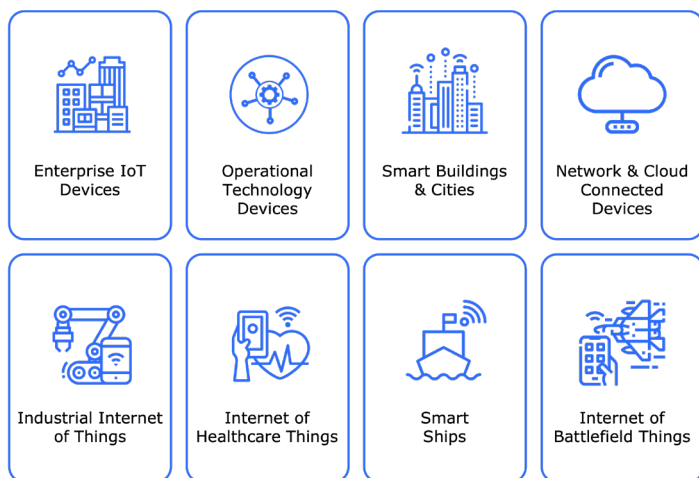 Enterprise IoT
Devices
Operational
Technology
Devices
Smart Buildings
& Cities
Network & Cloud
Connected
Devices
Industrial Internet
of Things
Internet of
Healthcare Things
Smart
Ships
Internet of
Battlefield Things